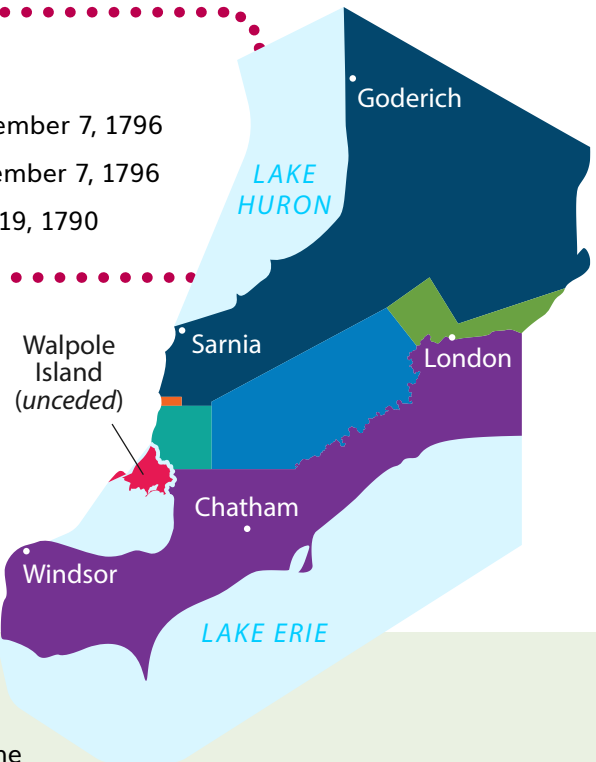 ember 7, 1796
ember 7, 1796
19, 1790
Goderich
LAKE
HURON
Sarnia
Walpole
Island
(unceded)
London
Chatham
Windsor
LAKE ERIE
ne